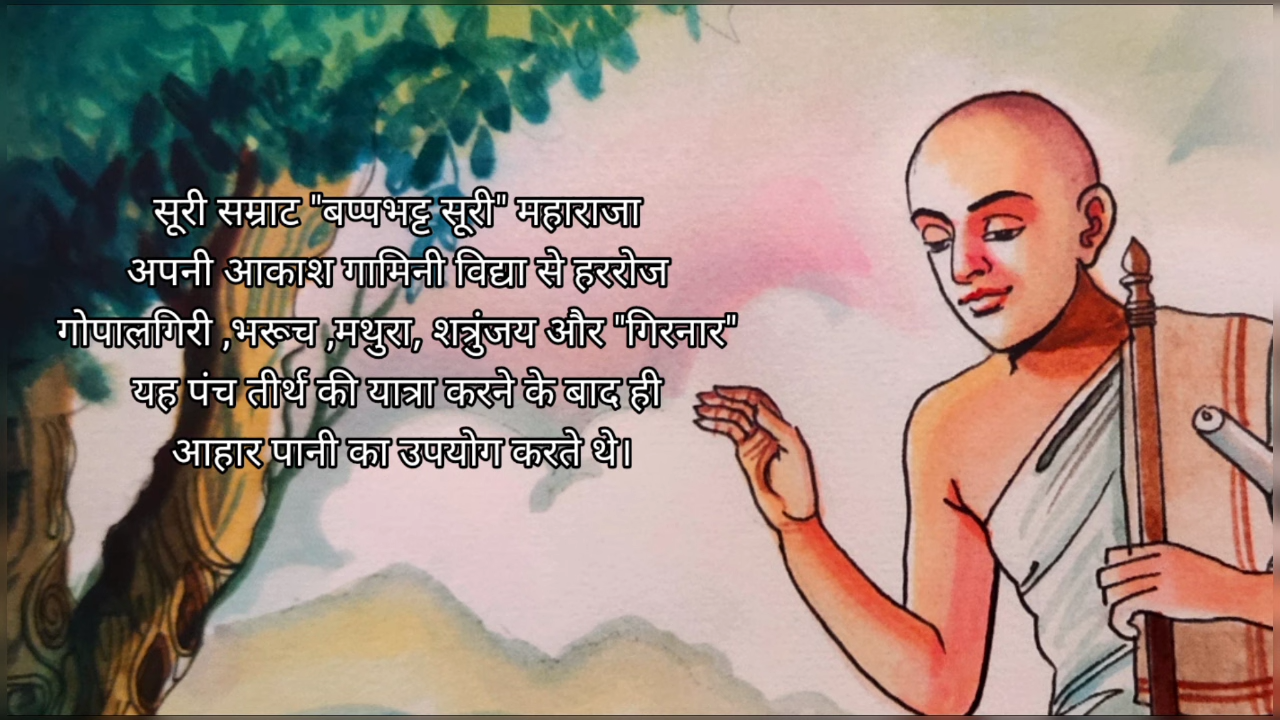 सूरी सम्राट "बप्पभट्ट सूरी" महाराजा
अपनी आकाश गामिनी विद्या से हररोज
गोपालगिरी ,भरूच ,मथुरा, शत्रुंजय और "गिरनार"
यह पंच तीर्थ की यात्रा करने के बाद ही
आहार पानी का उपयोग करते थे।